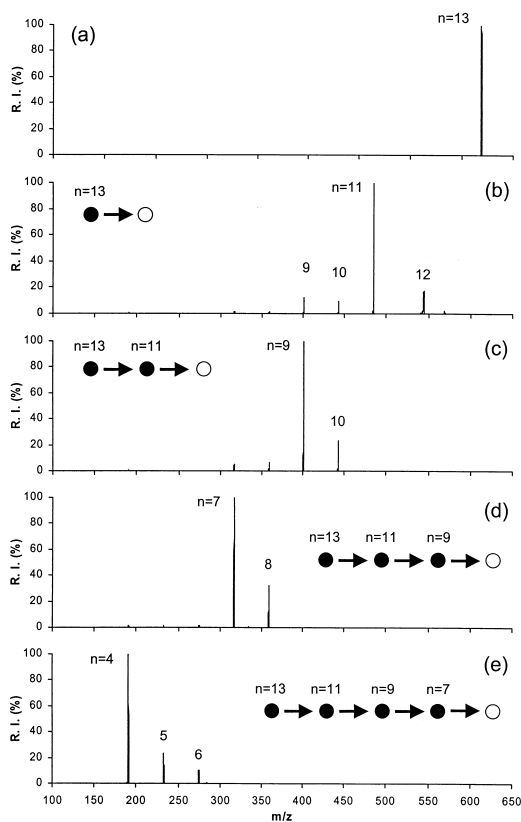 n=13
(a)
R. I. (%)
100
80
60
40
20
0
(b)
n=13
n=11
9
10
12
R. I. (%)
100
80
60
40
20
0
(c)
n=13 n=11
n=9
10
R. I. (%)
100
80
60
40
20
0
(d)
n=7
8
n=13 n=11 n=9
R. I. (%)
100
80
60
40
20
0
(e)
n=4
5
6
n=13 n=11 n=9 n=7
R. I. (%)
100
80
60
40
20
0
100 150 200 250 300 350 400 450 500 550 600 650
m/z